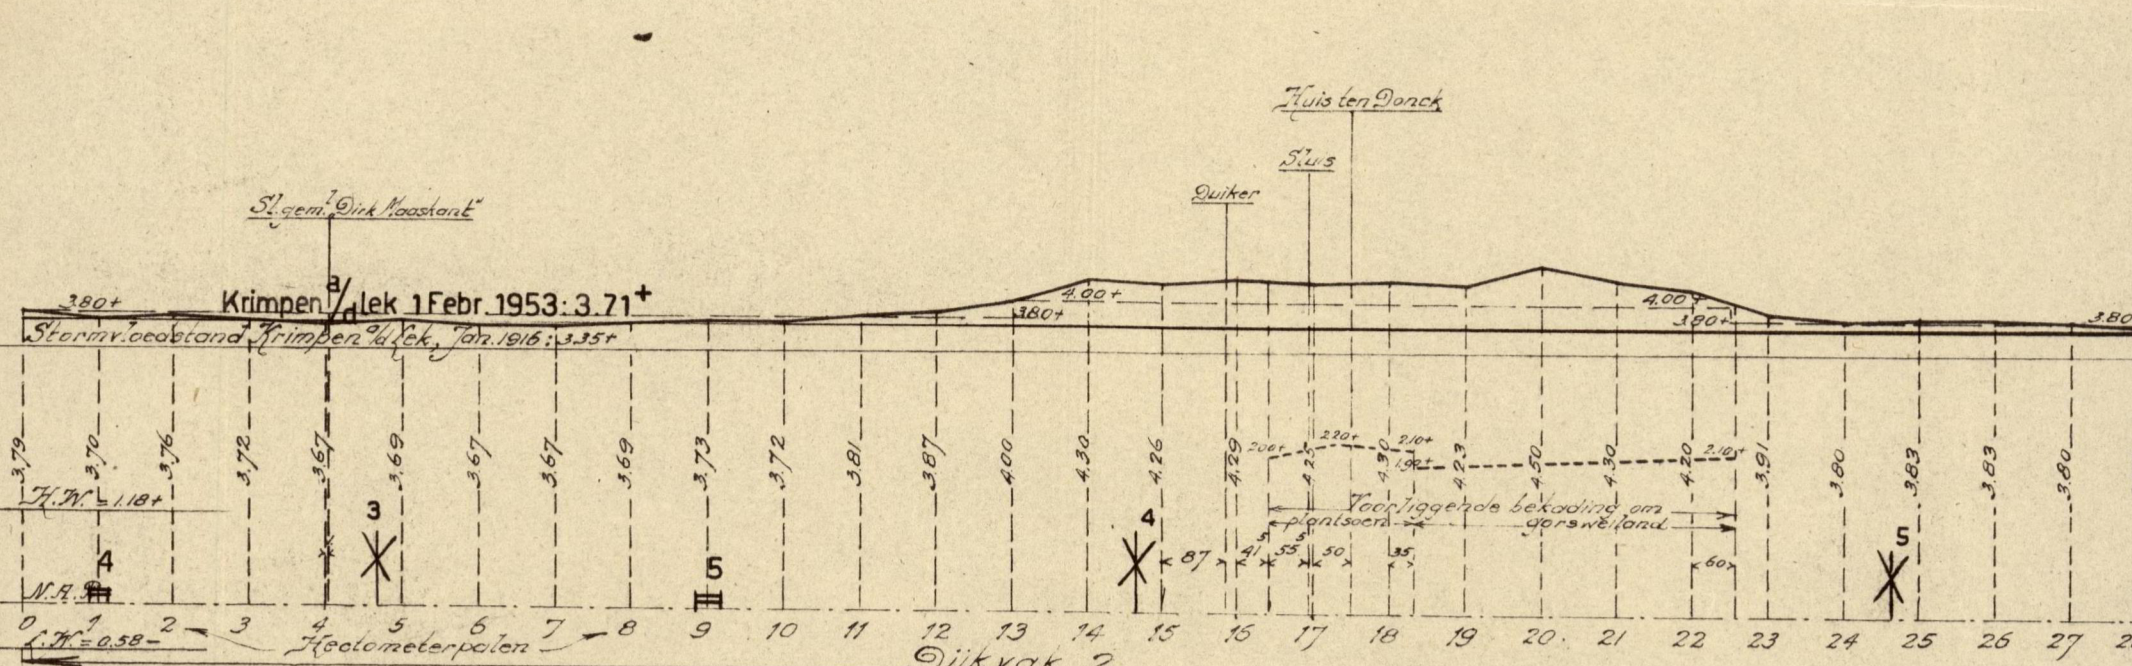 Huis ten Donck
Sluis
Duiker
St. gem.l "Dirk Maaskant"
Krimpen a/d lek 1 Febr. 1953: 3.71+
3.80+
4.00+
3.80+
4.00+
3.80+
3.80
Stormvloedstand Krimpen a/d Lek, Jan. 1916: 3.35+
3.79 3.70 3.76 3.72 3.67 3.69 3.67 3.67 3.69 3.73 3.72 3.81 3.87 4.00 4.30 4.26 4.29 4.25 4.30 4.23 4.50 4.30 4.20 3.91 3.80 3.83 3.83 3.80
2.00+ 2.20+ 2.10+ 1.90+ 2.10+
H.W. = 1.18+
Voorliggende bekading om
plantsoen gorsweiland
3 4 5
4 5
87 41⁵ 55⁵ 50 35 60
N.A.P.
0 1 2 3 4 5 6 7 8 9 10 11 12 13 14 15 16 17 18 19 20. 21 22 23 24 25 26 27
L.W. = 0.58-
Hectometerpalen
Dijkvak 2